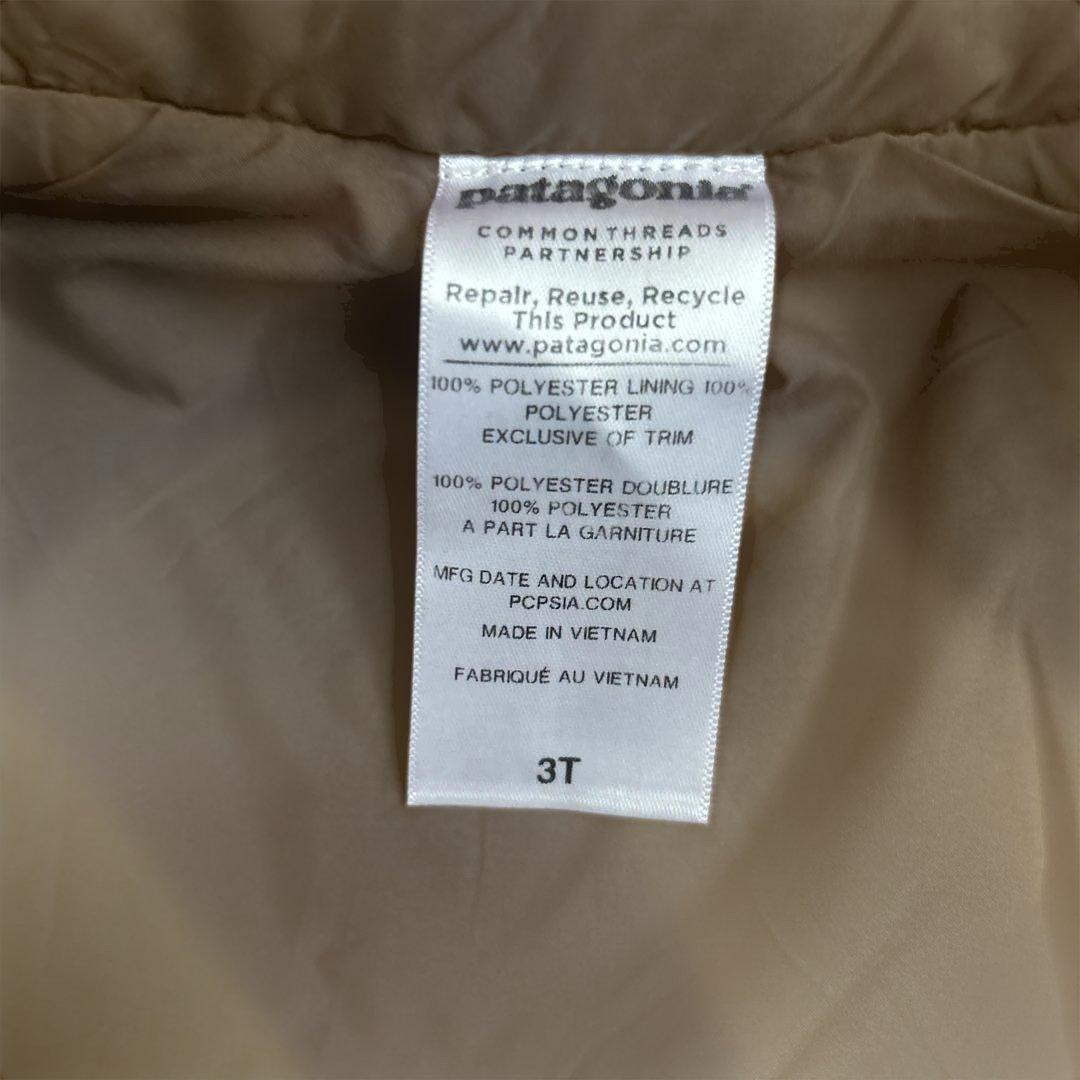 patagonia
COMMON THREADS
PARTNERSHIP
Repair, Reuse, Recycle
This Product
www.patagonia.com
100% POLYESTER LINING 100%
POLYESTER
EXCLUSIVE OF TRIM
100% POLYESTER DOUBLURE
100% POLYESTER
A PART LA GARNITURE
MFG DATE AND LOCATION AT
PCPSIA.COM
MADE IN VIETNAM
FABRIQUÉ AU VIETNAM
3T